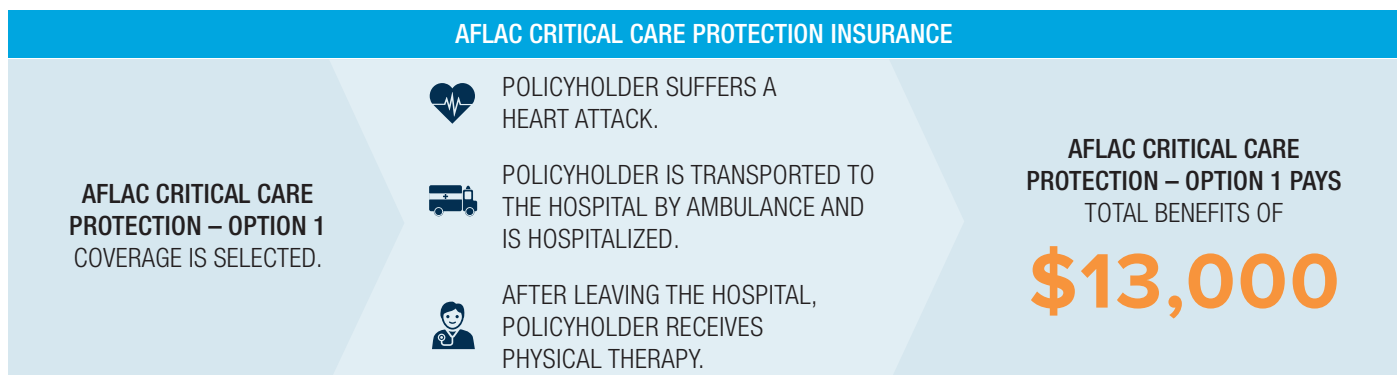 AFLAC CRITICAL CARE PROTECTION INSURANCE
AFLAC CRITICAL CARE
PROTECTION – OPTION 1
COVERAGE IS SELECTED.
POLICYHOLDER SUFFERS A
HEART ATTACK.
POLICYHOLDER IS TRANSPORTED TO
THE HOSPITAL BY AMBULANCE AND
IS HOSPITALIZED.
AFTER LEAVING THE HOSPITAL,
POLICYHOLDER RECEIVES
PHYSICAL THERAPY.
AFLAC CRITICAL CARE
PROTECTION – OPTION 1 PAYS
TOTAL BENEFITS OF
$13,000